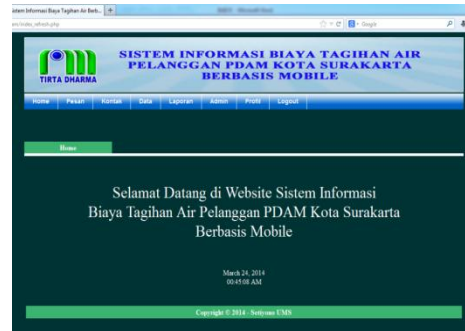 Sistem Informasi Biaya Tagihan Air Berb...
SISTEM INFORMASI BIAYA TAGIHAN AIR
PELANGGAN PDAM KOTA SURAKARTA
BERBASIS MOBILE
TIRTA DHARMA
Home Pesan Kontak Data Laporan Admin Profil Logout
Home
Selamat Datang di Website Sistem Informasi
Biaya Tagihan Air Pelanggan PDAM Kota Surakarta
Berbasis Mobile
March 24, 2014
00:45:08 AM
Copyright © 2014 - Setiyono UMS